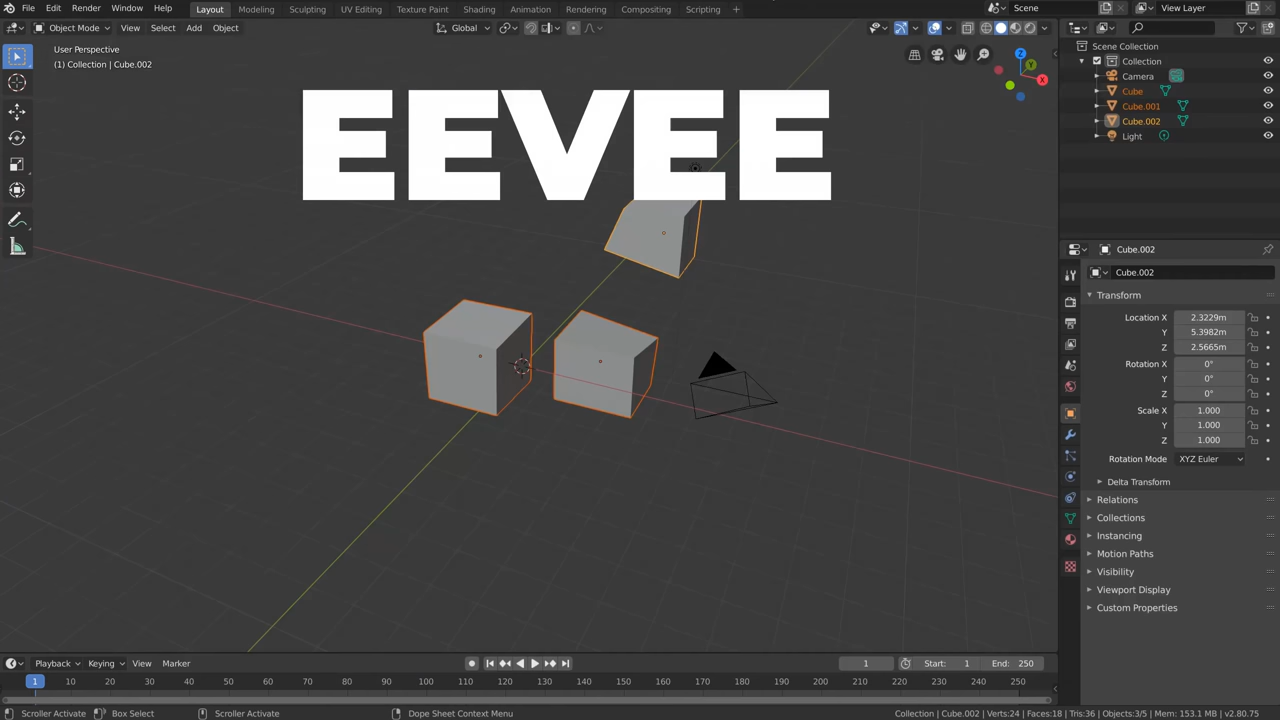 File Edit Render Window Help Layout Modeling Sculpting UV Editing Texture Paint Shading Animation Rendering Compositing Scripting Scene View Layer
Object Mode View Select Add Object Global
User Perspective
(1) Collection | Cube.002
EEVEE
X
Y
Z
Scene Collection
Collection
Camera
Cube
Cube.001
Cube.002
Light
Cube.002
Cube.002
Transform
Location X 2.3229m
Y 5.3982m
Z 2.5665m
Rotation X 0°
Y 0°
Z 0°
Scale X 1.000
Y 1.000
Z 1.000
Rotation Mode XYZ Euler
Delta Transform
Relations
Collections
Instancing
Motion Paths
Visibility
Viewport Display
Custom Properties
Playback Keying View Marker 1 Start: 1 End: 250
1 10 20 30 40 50 60 70 80 90 100 110 120 130 140 150 160 170 180 190 200 210 220 230 240 250
Scroller Activate Box Select Scroller Activate Dope Sheet Context Menu Collection | Cube.002 | Verts:24 | Faces:18 | Tris:36 | Objects:3/5 | Mem: 153.1 MB | v2.80.75